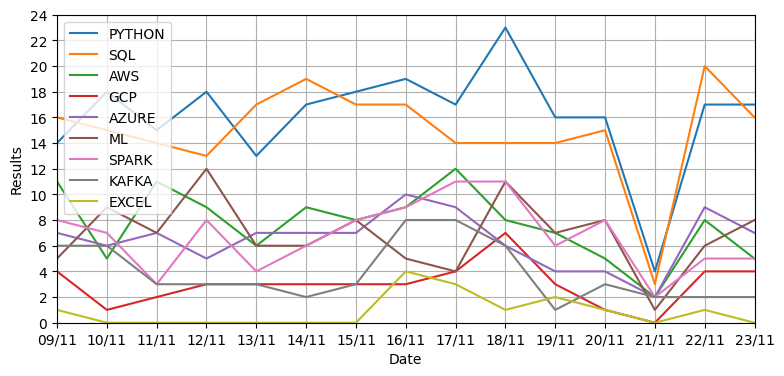 24
22
20
18
16
14
12
10
8
6
4
2
0
Results
PYTHON
SQL
AWS
GCP
AZURE
ML
SPARK
KAFKA
EXCEL
09/11 10/11 11/11 12/11 13/11 14/11 15/11 16/11 17/11 18/11 19/11 20/11 21/11 22/11 23/11
Date